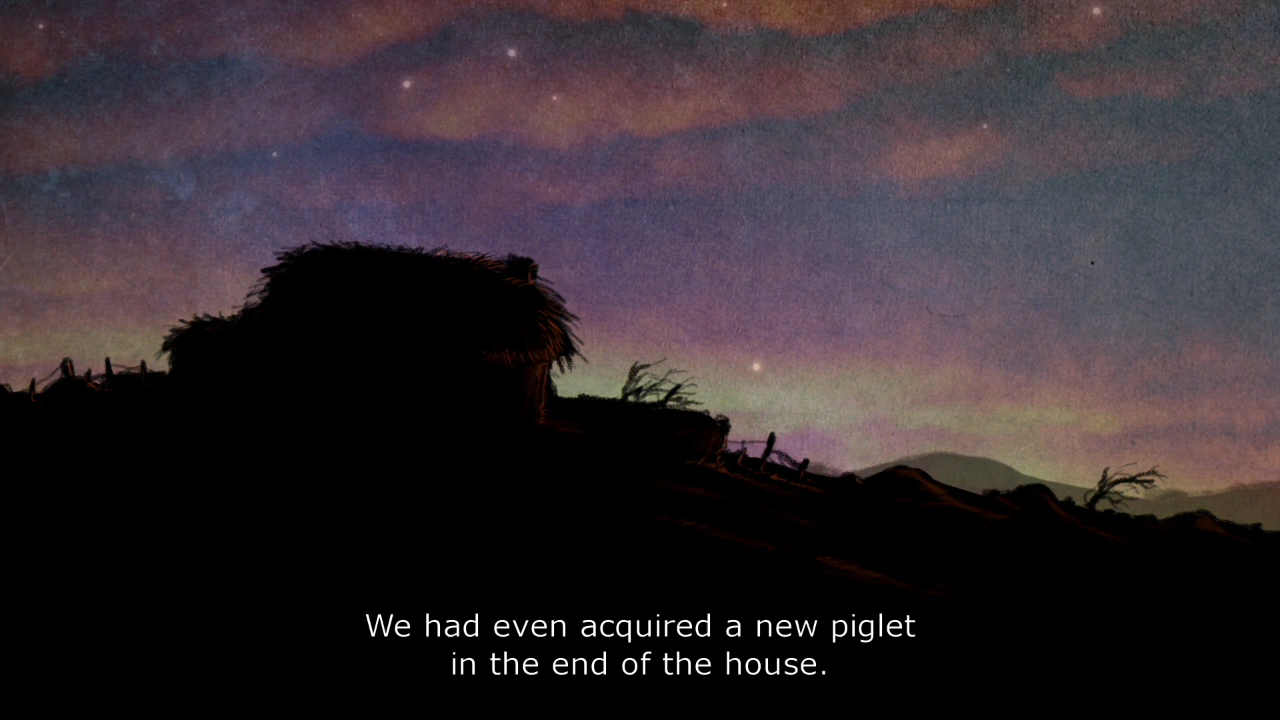 We had even acquired a new piglet
in the end of the house.